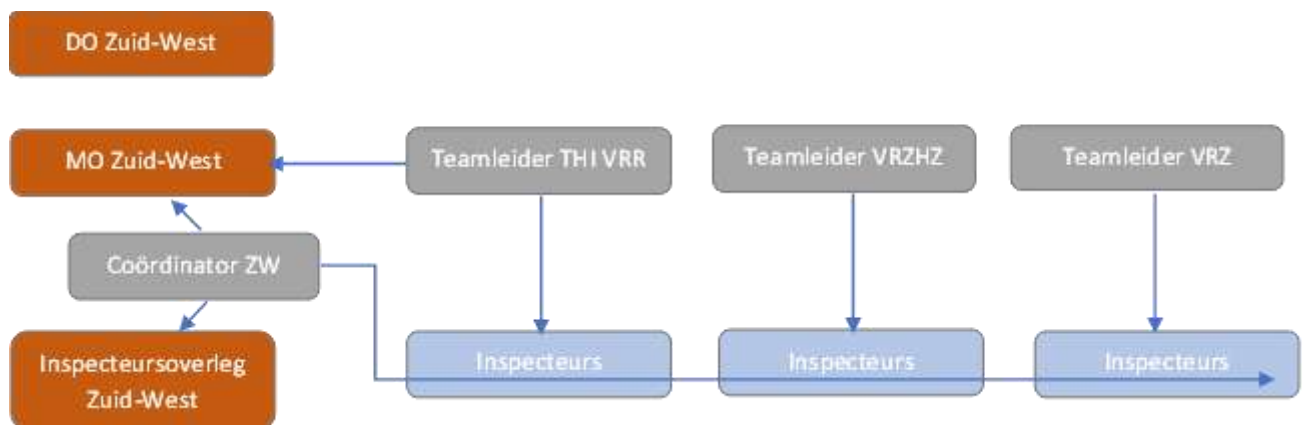 DO Zuid-West
MO Zuid-West
Teamleider THI VRR
Teamleider VRZHZ
Teamleider VRZ
Coördinator ZW
Inspecteursoverleg
Zuid-West
Inspecteurs
Inspecteurs
Inspecteurs